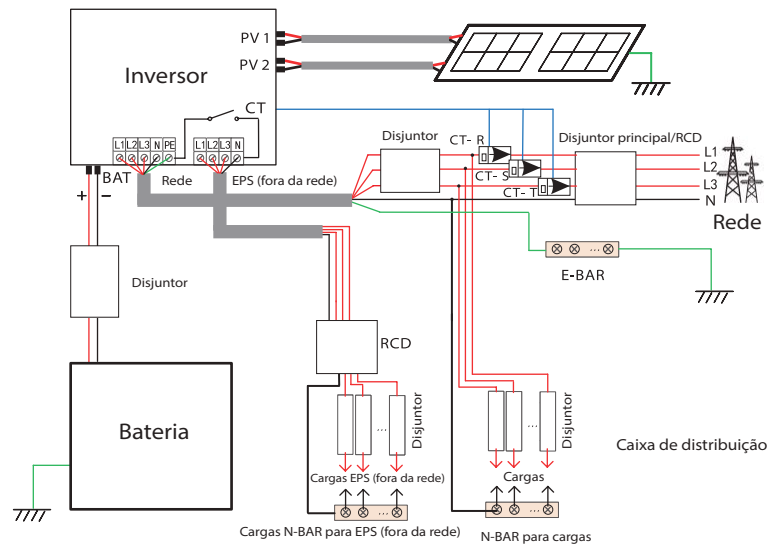 PV 1
PV 2
Inversor
CT
L1 L2 L3 N PE
L1 L2 L3 N
BAT
Rede
EPS (fora da rede)
+
–
Disjuntor
Bateria
Disjuntor
CT- R
CT- S
CT- T
Disjuntor principal/RCD
L1
L2
L3
N
Rede
E-BAR
RCD
...
Disjuntor
Cargas EPS (fora da rede)
...
Cargas N-BAR para EPS (fora da rede)
...
Disjuntor
Cargas
...
N-BAR para cargas
Caixa de distribuição